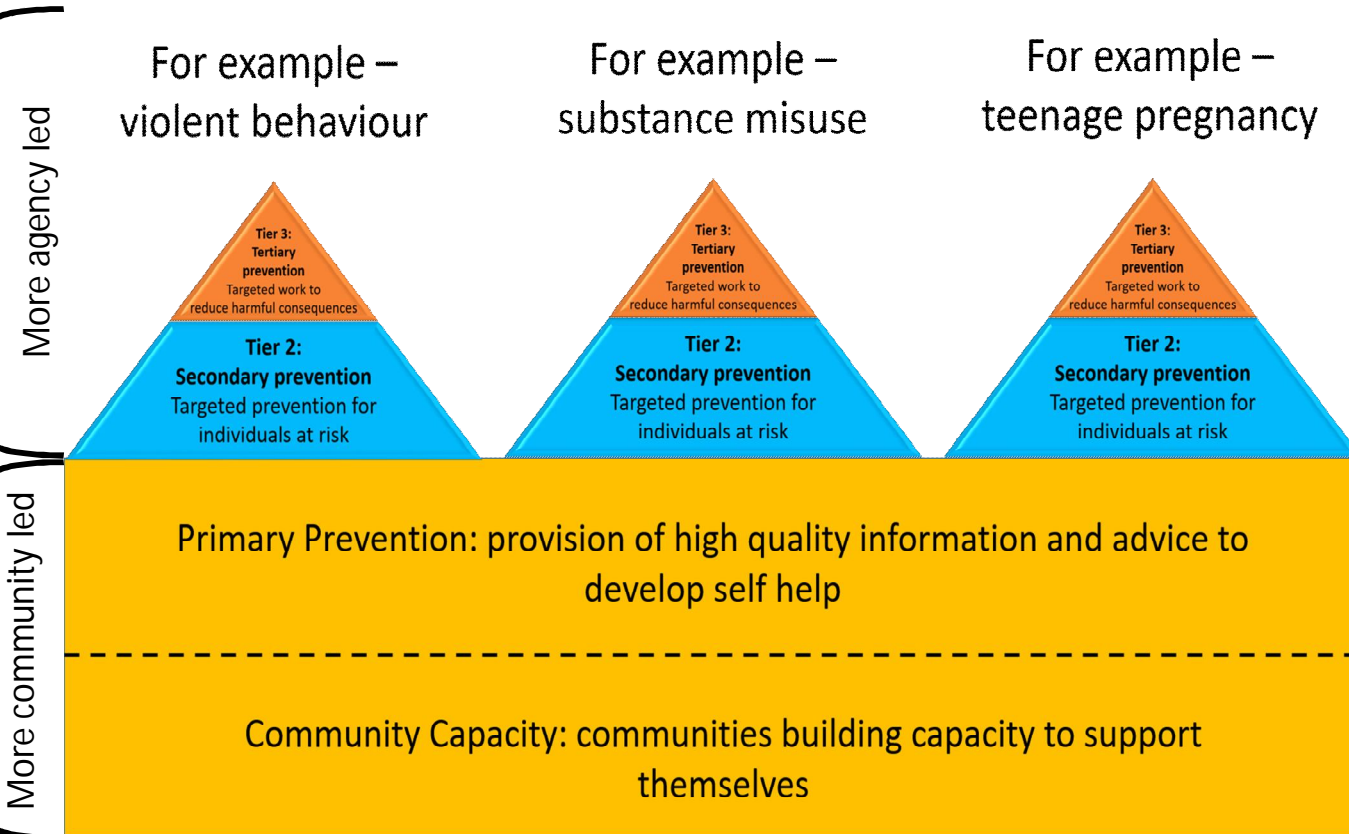 More agency led
For example –
violent behaviour
For example –
substance misuse
For example –
teenage pregnancy
Tier 3:
Tertiary
prevention
Targeted work to
reduce harmful consequences
Tier 2:
Secondary prevention
Targeted prevention for
individuals at risk
Tier 3:
Tertiary
prevention
Targeted work to
reduce harmful consequences
Tier 2:
Secondary prevention
Targeted prevention for
individuals at risk
Tier 3:
Tertiary
prevention
Targeted work to
reduce harmful consequences
Tier 2:
Secondary prevention
Targeted prevention for
individuals at risk
More community led
Primary Prevention: provision of high quality information and advice to
develop self help
Community Capacity: communities building capacity to support
themselves